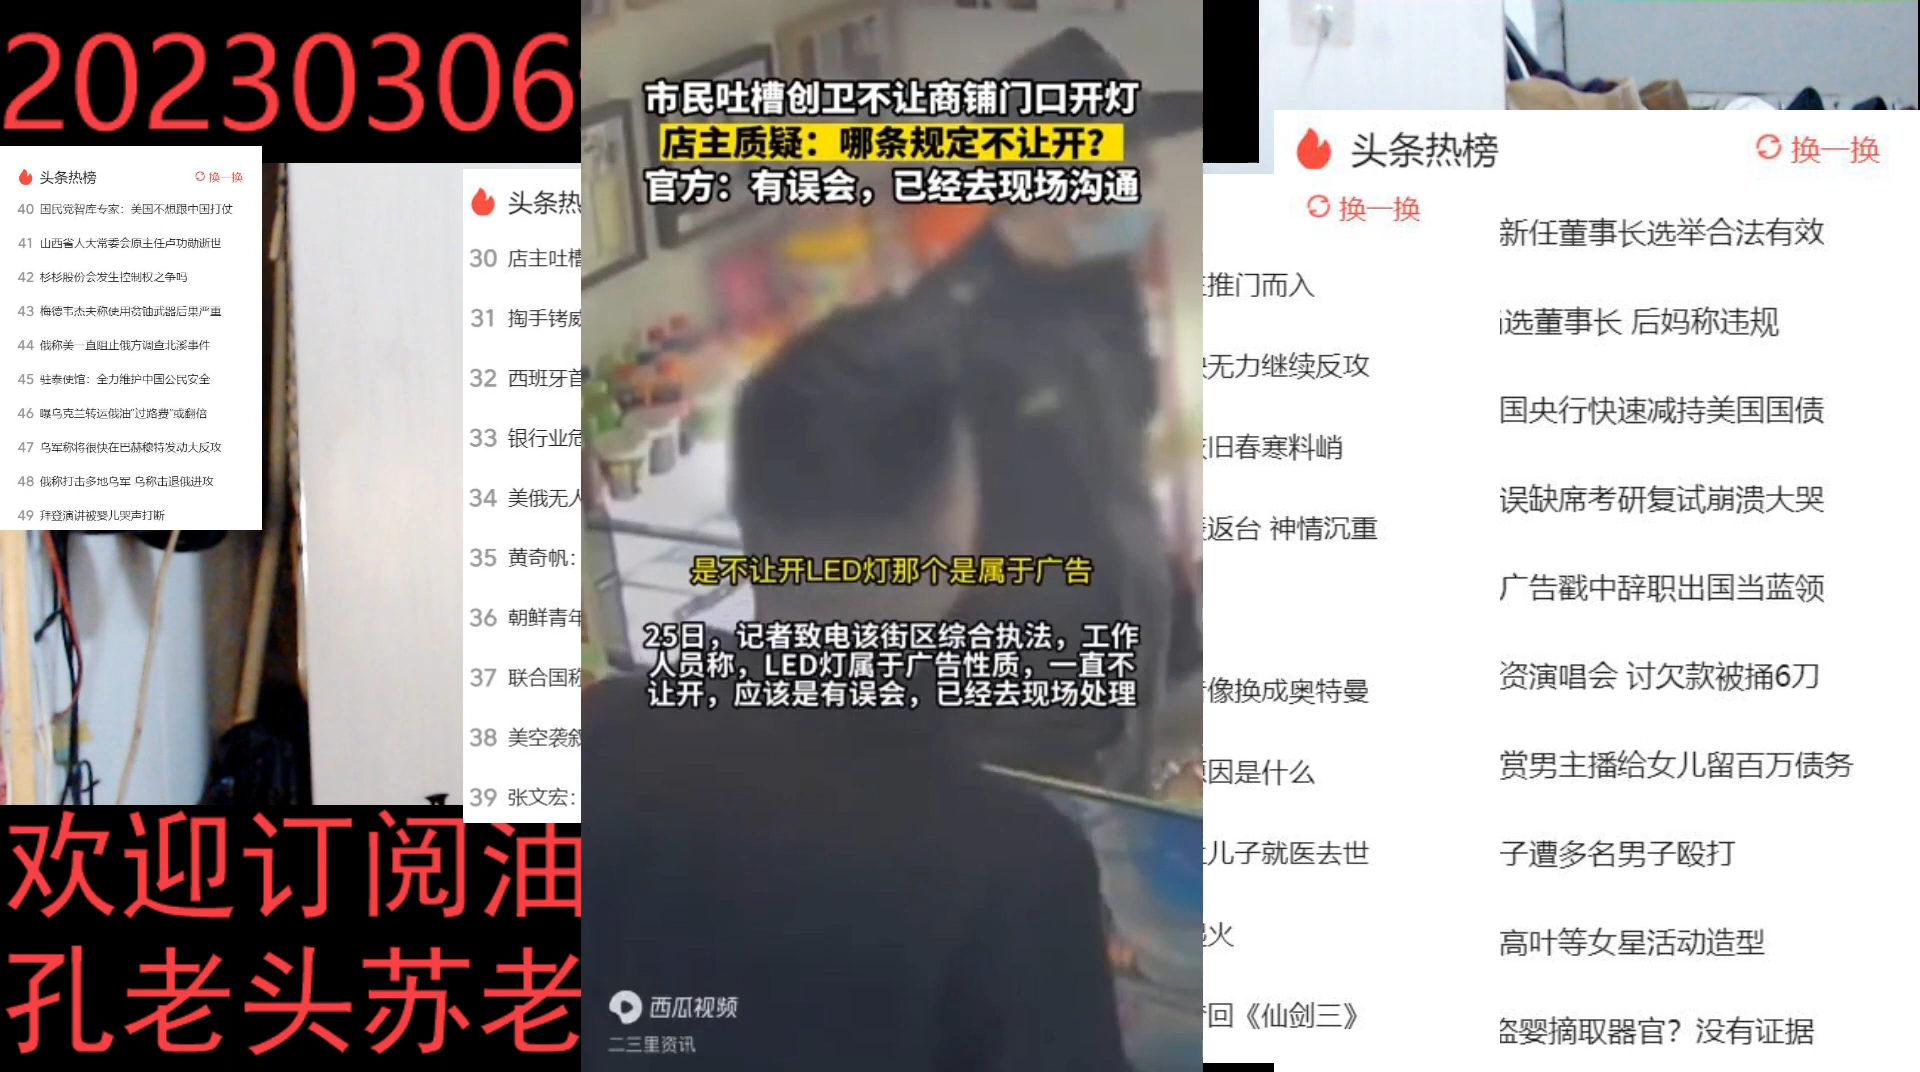 20230306
头条热榜
换一换
40 国民党智库专家：美国不想跟中国打仗
41 山西省人大常委会原主任卢功勋逝世
42 杉杉股份会发生控制权之争吗
43 梅德韦杰夫称使用贫铀武器后果严重
44 俄称美一直阻止俄方调查北溪事件
45 驻泰使馆：全力维护中国公民安全
46 曝乌克兰转运俄油“过路费”或翻倍
47 乌军称将很快在巴赫穆特发动大反攻
48 俄称打击多地乌军 乌称击退俄进攻
49 拜登演讲被婴儿哭声打断
欢迎订阅油
孔老头苏老
头条热
30 店主吐槽
31 掏手铐威
32 西班牙首
33 银行业危
34 美俄无人
35 黄奇帆：
36 朝鲜青年
37 联合国称
38 美空袭叙
39 张文宏：
市民吐槽创卫不让商铺门口开灯
店主质疑：哪条规定不让开？
官方：有误会，已经去现场沟通
是不让开LED灯那个是属于广告
25日，记者致电该街区综合执法，工作
人员称，LED灯属于广告性质，一直不
让开，应该是有误会，已经去现场处理
西瓜视频
二三里资讯
头条热榜
换一换
换一换
推门而入
无力继续反攻
旧春寒料峭
返台 神情沉重
像换成奥特曼
因是什么
儿子就医去世
火
回《仙剑三》
新任董事长选举合法有效
选董事长 后妈称违规
国央行快速减持美国国债
误缺席考研复试崩溃大哭
广告戳中辞职出国当蓝领
资演唱会 讨欠款被捅6刀
赏男主播给女儿留百万债务
子遭多名男子殴打
高叶等女星活动造型
盗婴摘取器官？没有证据